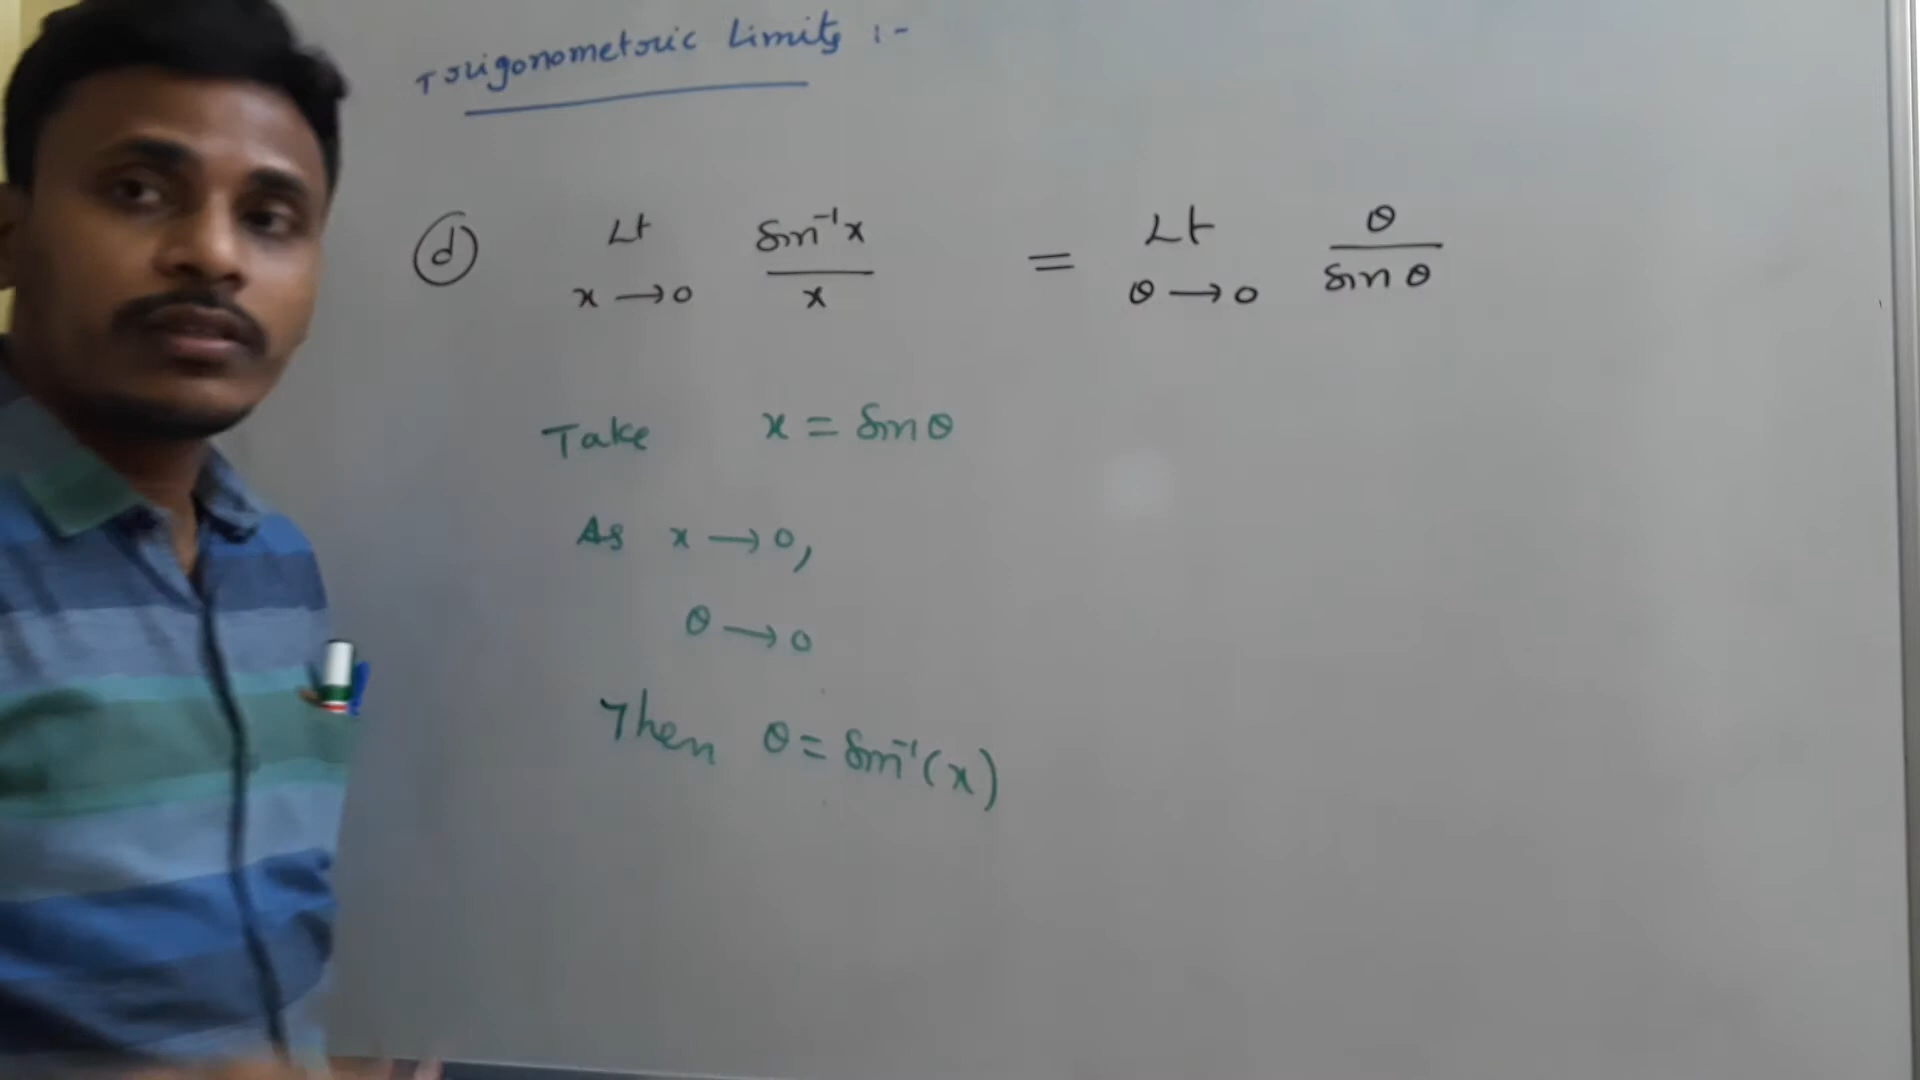 Trigonometric Limits :-
(d) Lt x→0 sin⁻¹x / x = Lt θ→0 θ / sin θ
Take x = sin θ
As x → 0,
θ → 0
Then θ = sin⁻¹(x)